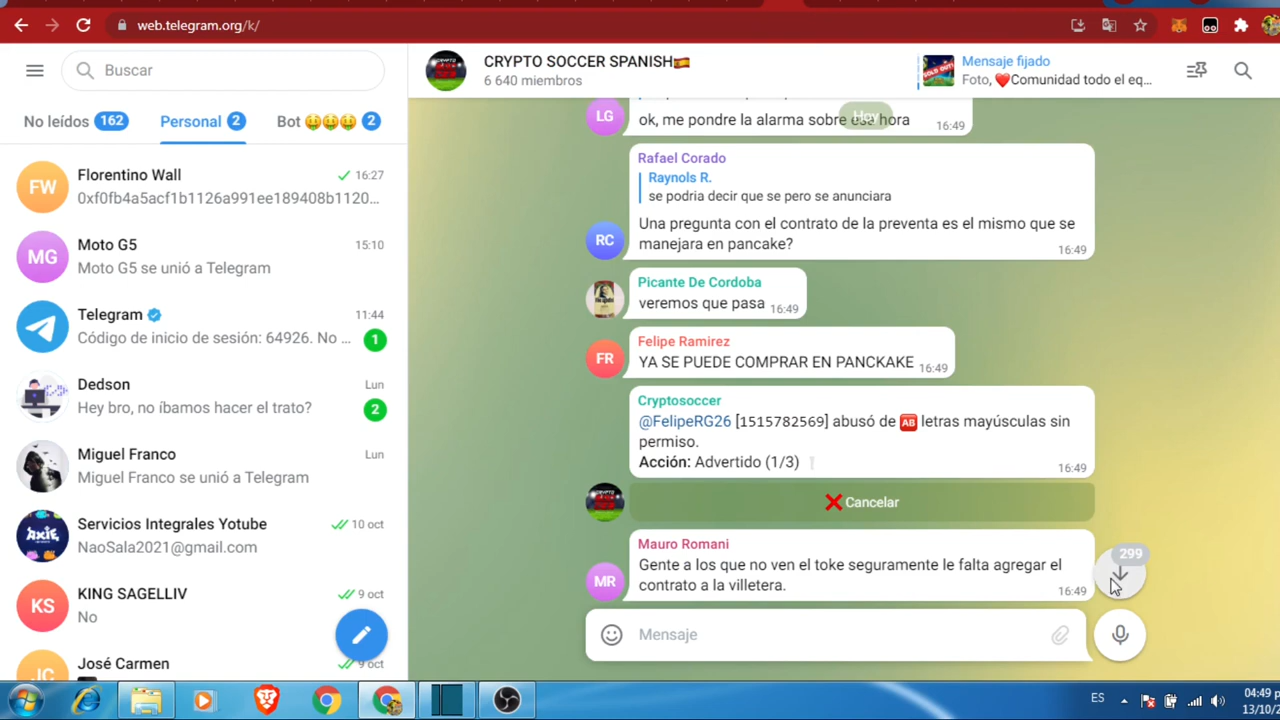 web.telegram.org/k/
Buscar
No leídos 162
Personal 2
Bot 🤑🤑🤑 2
Florentino Wall
16:27
0xf0fb4a5acf1b1126a991ee189408b1120...
Moto G5
15:10
Moto G5 se unió a Telegram
Telegram
11:44
Código de inicio de sesión: 64926. No ...
1
Dedson
Lun
Hey bro, no íbamos hacer el trato?
2
Miguel Franco
Lun
Miguel Franco se unió a Telegram
Servicios Integrales Yotube
10 oct
NaoSala2021@gmail.com
KING SAGELLIV
9 oct
No
José Carmen
9 oct
FW
MG
AXIE
KS
JC
CRYPTO SOCCER SPANISH🇪🇸
6 640 miembros
SOLD OUT!
Mensaje fijado
Foto, ❤️Comunidad todo el eq...
LG
Hoy
ok, me pondre la alarma sobre esa hora
16:49
Rafael Corado
Raynols R.
se podria decir que se pero se anunciara
Una pregunta con el contrato de la preventa es el mismo que se
manejara en pancake?
16:49
RC
Picante De Cordoba
veremos que pasa
16:49
Felipe Ramirez
YA SE PUEDE COMPRAR EN PANCKAKE
16:49
FR
Cryptosoccer
@FelipeRG26 [1515782569] abusó de 🆎 letras mayúsculas sin
permiso.
Acción: Advertido (1/3)
16:49
❌ Cancelar
Mauro Romani
Gente a los que no ven el toke seguramente le falta agregar el
contrato a la villetera.
16:49
MR
299
Mensaje
ES
04:49 p
13/10/2